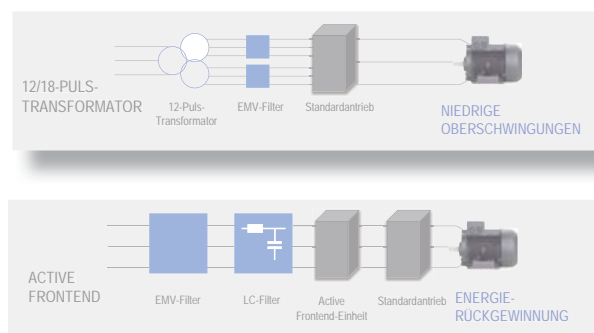 12/18-PULS-
TRANSFORMATOR
12-Puls-
Transformator
EMV-Filter
Standardantrieb
NIEDRIGE
OBERSCHWINGUNGEN
ACTIVE
FRONTEND
EMV-Filter
LC-Filter
Active
Frontend-Einheit
Standardantrieb
ENERGIE-
RÜCKGEWINNUNG